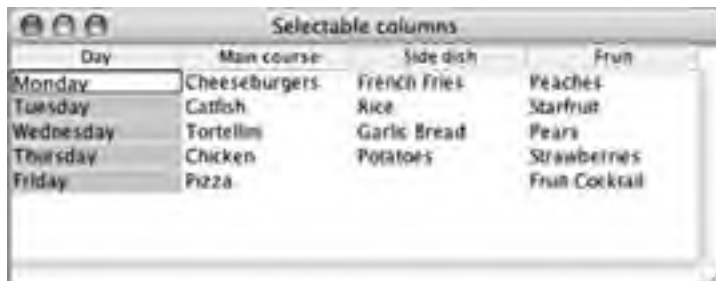 Selectable columns
Day Main course Side dish Fruit
Monday Cheeseburgers French Fries Peaches
Tuesday Catfish Rice Starfruit
Wednesday Tortellini Garlic Bread Pears
Thursday Chicken Potatoes Strawberries
Friday Pizza Fruit Cocktail